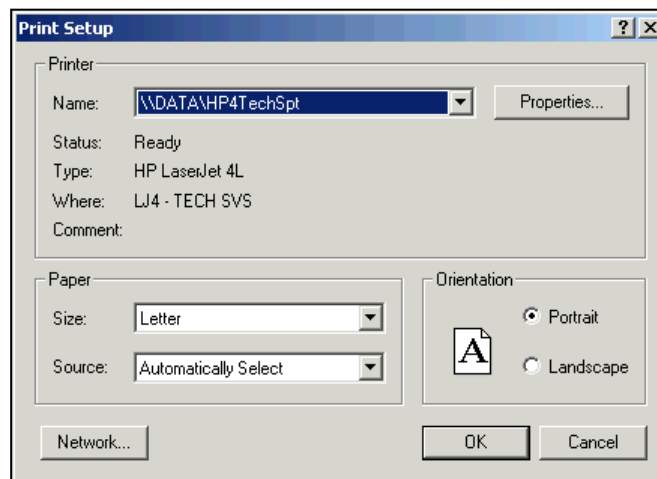 Print Setup
Printer
Name: \\DATA\HP4TechSpt Properties...
Status: Ready
Type: HP LaserJet 4L
Where: LJ4 - TECH SVS
Comment:
Paper
Size: Letter
Source: Automatically Select
Orientation
A
Portrait
Landscape
Network... OK Cancel